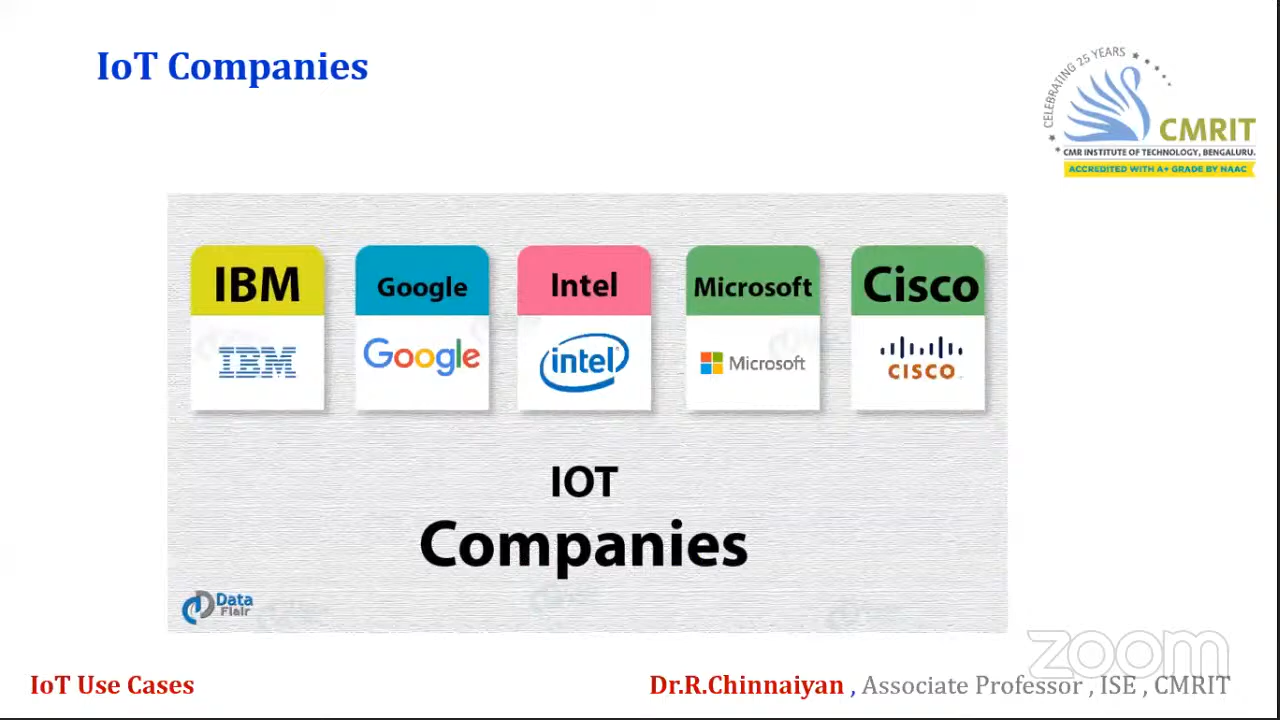 IoT Companies
CELEBRATING 25 YEARS
CMRIT
CMR INSTITUTE OF TECHNOLOGY, BENGALURU.
ACCREDITED WITH A+ GRADE BY NAAC
IBM
Google
Intel
Microsoft
Cisco
IBM
Google
intel
Microsoft
CISCO
IOT
Companies
Data
Flair
zoom
IoT Use Cases
Dr.R.Chinnaiyan , Associate Professor , ISE , CMRIT